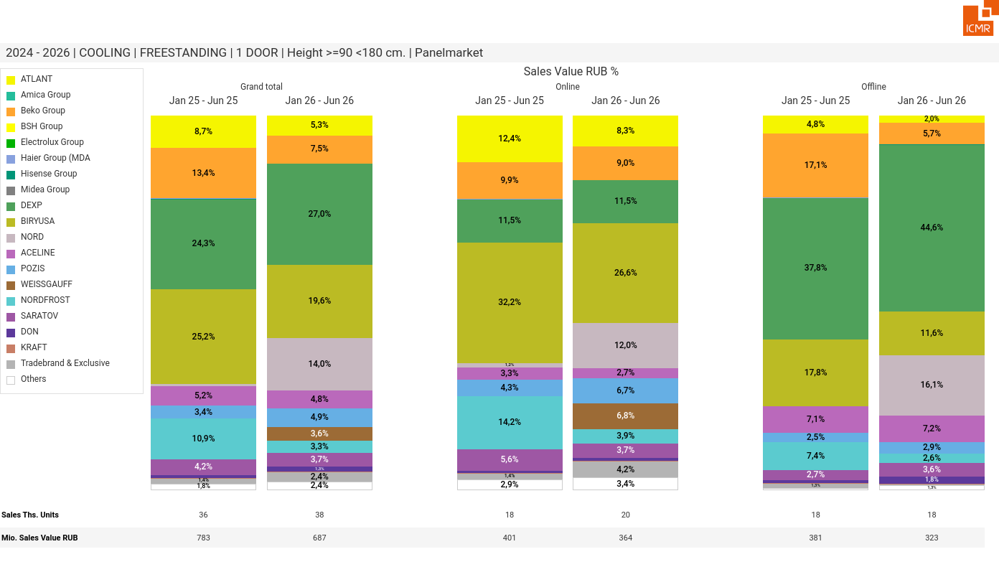 ICMR
2024 - 2026 | COOLING | FREESTANDING | 1 DOOR | Height >=90 <180 cm. | Panelmarket
Sales Value RUB %
Grand total Online Offline
Jan 25 - Jun 25 Jan 26 - Jun 26 Jan 25 - Jun 25 Jan 26 - Jun 26 Jan 25 - Jun 25 Jan 26 - Jun 26
ATLANT
Amica Group
Beko Group
BSH Group
Electrolux Group
Haier Group (MDA
Hisense Group
Midea Group
DEXP
BIRYUSA
NORD
ACELINE
POZIS
WEISSGAUFF
NORDFROST
SARATOV
DON
KRAFT
Tradebrand & Exclusive
Others
8,7%
13,4%
24,3%
25,2%
5,2%
3,4%
10,9%
4,2%
1,4%
1,8%
5,3%
7,5%
27,0%
19,6%
14,0%
4,8%
4,9%
3,6%
3,3%
3,7%
1,3%
2,4%
2,4%
12,4%
9,9%
11,5%
32,2%
1,2%
3,3%
4,3%
14,2%
5,6%
1,4%
2,9%
8,3%
9,0%
11,5%
26,6%
12,0%
2,7%
6,7%
6,8%
3,9%
3,7%
4,2%
3,4%
4,8%
17,1%
37,8%
17,8%
7,1%
2,5%
7,4%
2,7%
1,3%
2,0%
5,7%
44,6%
11,6%
16,1%
7,2%
2,9%
2,6%
3,6%
1,8%
1,3%
Sales Ths. Units 36 38 18 20 18 18
Mio. Sales Value RUB 783 687 401 364 381 323